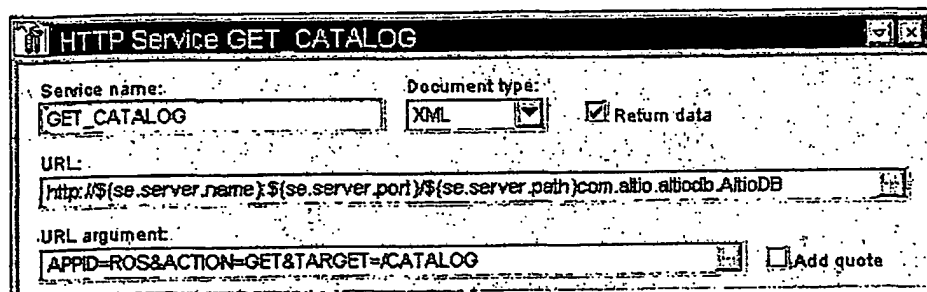 HTTP Service GET_CATALOG
Service name: Document type:
GET_CATALOG XML Return data
URL:
http://${se.server.name}:${se.server.port}/${se.server.path}com.altio.altiodb.AltioDB
URL argument:
APPID=ROS&ACTION=GET&TARGET=/CATALOG Add quote